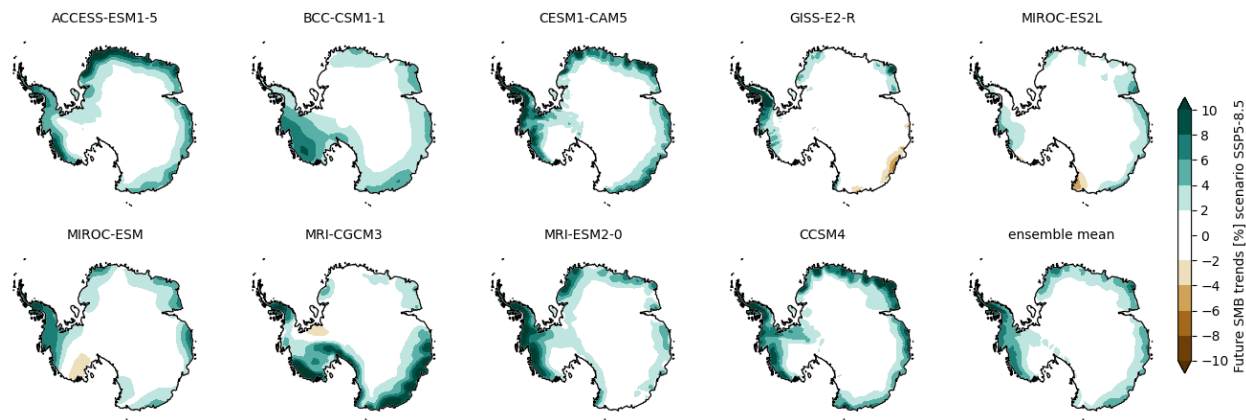 ACCESS-ESM1-5
BCC-CSM1-1
CESM1-CAM5
GISS-E2-R
MIROC-ES2L
MIROC-ESM
MRI-CGCM3
MRI-ESM2-0
CCSM4
ensemble mean
10
8
6
4
2
0
−2
−4
−6
−8
−10
Future SMB trends [%] scenario SSP5-8.5